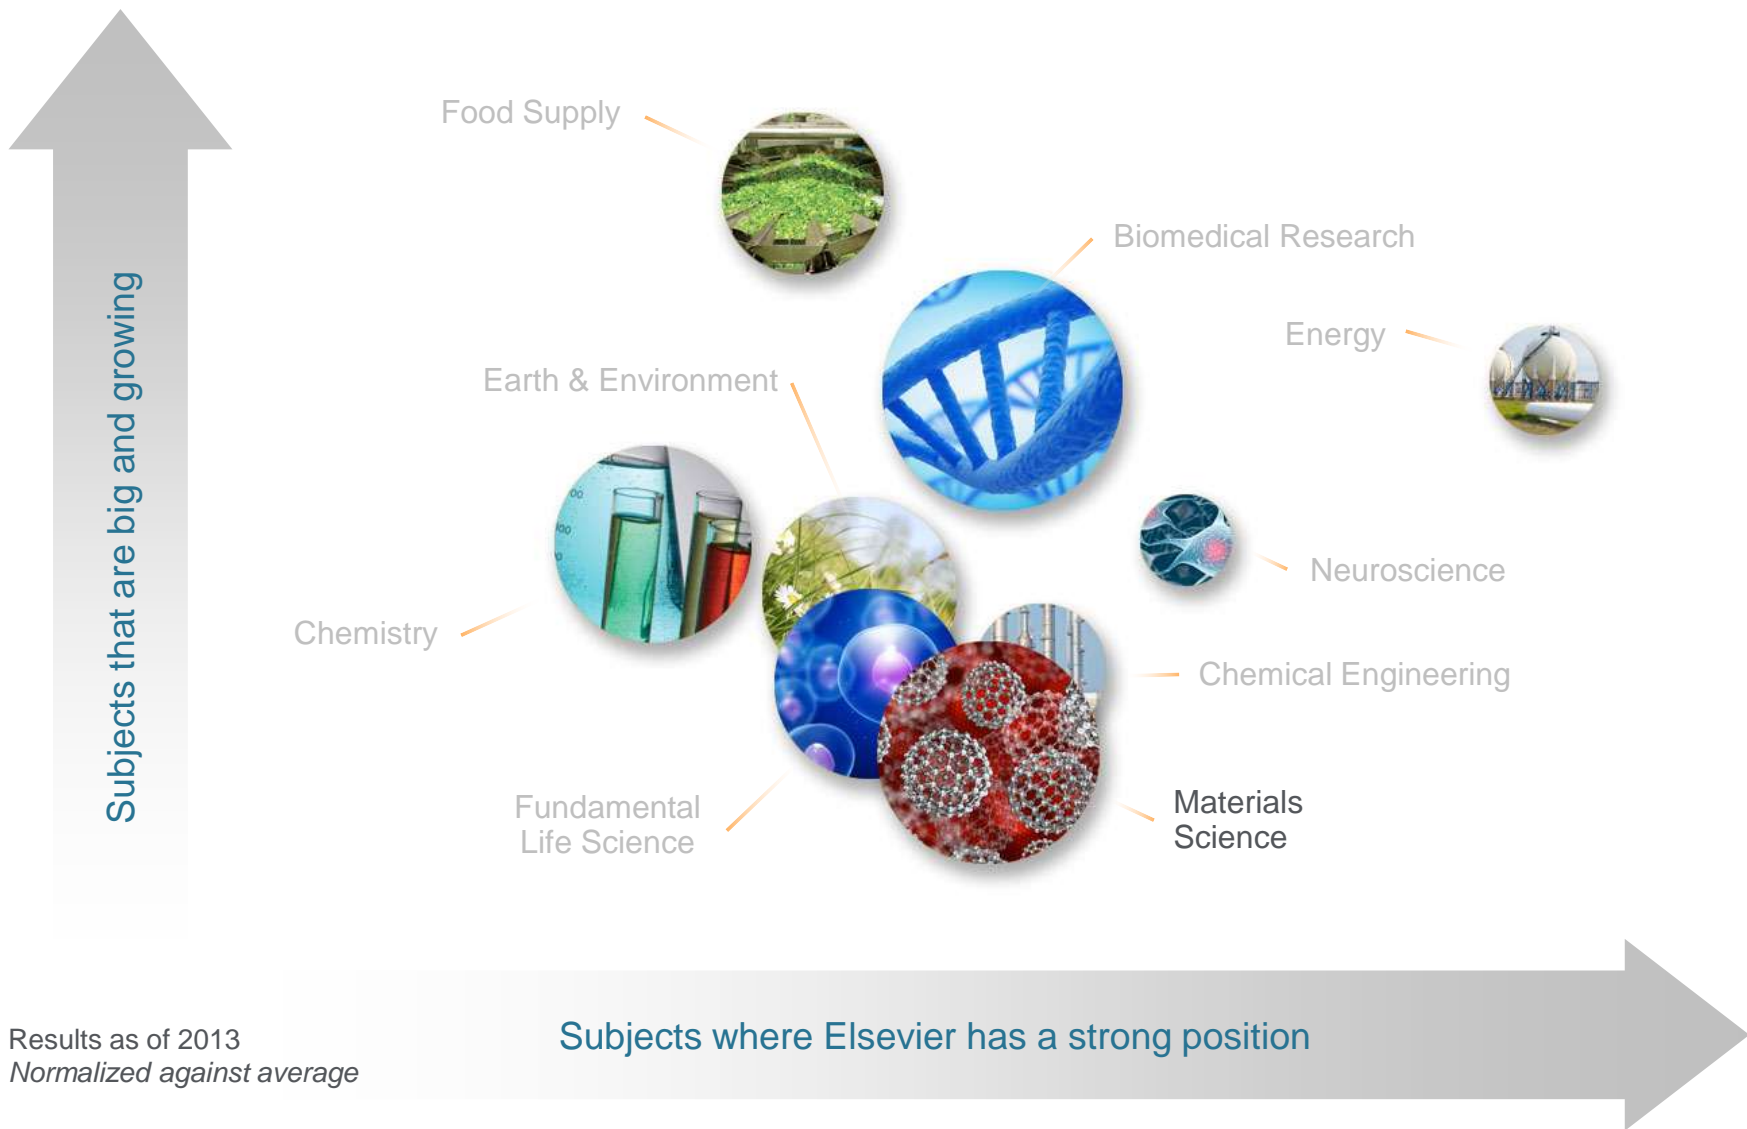 Food Supply
Biomedical Research
Energy
Earth & Environment
Subjects that are big and growing
Neuroscience
Chemistry
Chemical Engineering
Fundamental
Life Science
Materials
Science
Results as of 2013
Normalized against average
Subjects where Elsevier has a strong position